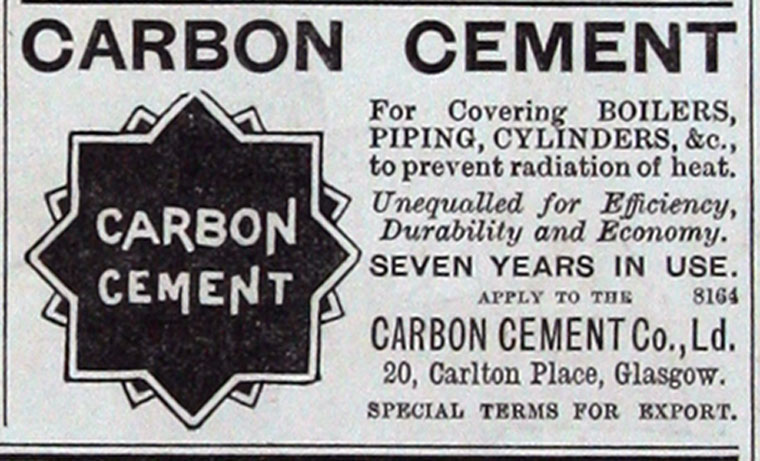 CARBON CEMENT
CARBON
CEMENT
For Covering BOILERS,
PIPING, CYLINDERS, &c.,
to prevent radiation of heat.
Unequalled for Efficiency,
Durability and Economy.
SEVEN YEARS IN USE.
APPLY TO THE 8164
CARBON CEMENT Co., Ld.
20, Carlton Place, Glasgow.
SPECIAL TERMS FOR EXPORT.